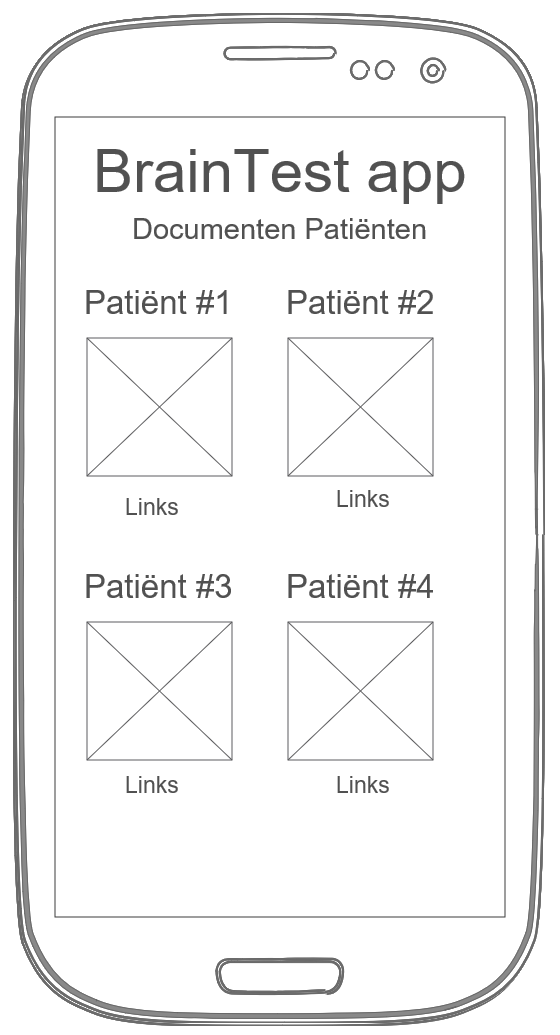 BrainTest app
Documenten Patiënten
Patiënt #1
Patiënt #2
Links
Links
Patiënt #3
Patiënt #4
Links
Links